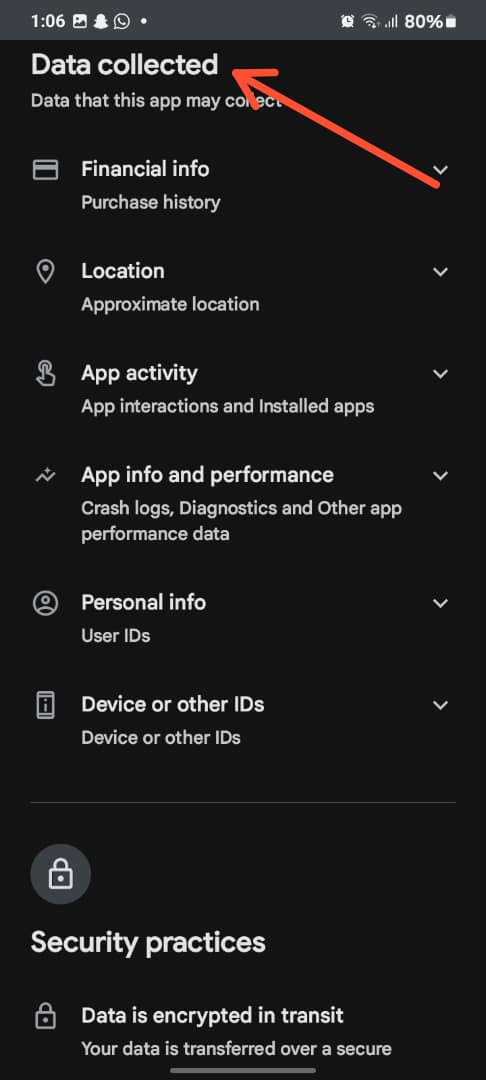 1:06
80%
Data collected
Data that this app may collect
Financial info
Purchase history
Location
Approximate location
App activity
App interactions and Installed apps
App info and performance
Crash logs, Diagnostics and Other app
performance data
Personal info
User IDs
Device or other IDs
Device or other IDs
Security practices
Data is encrypted in transit
Your data is transferred over a secure